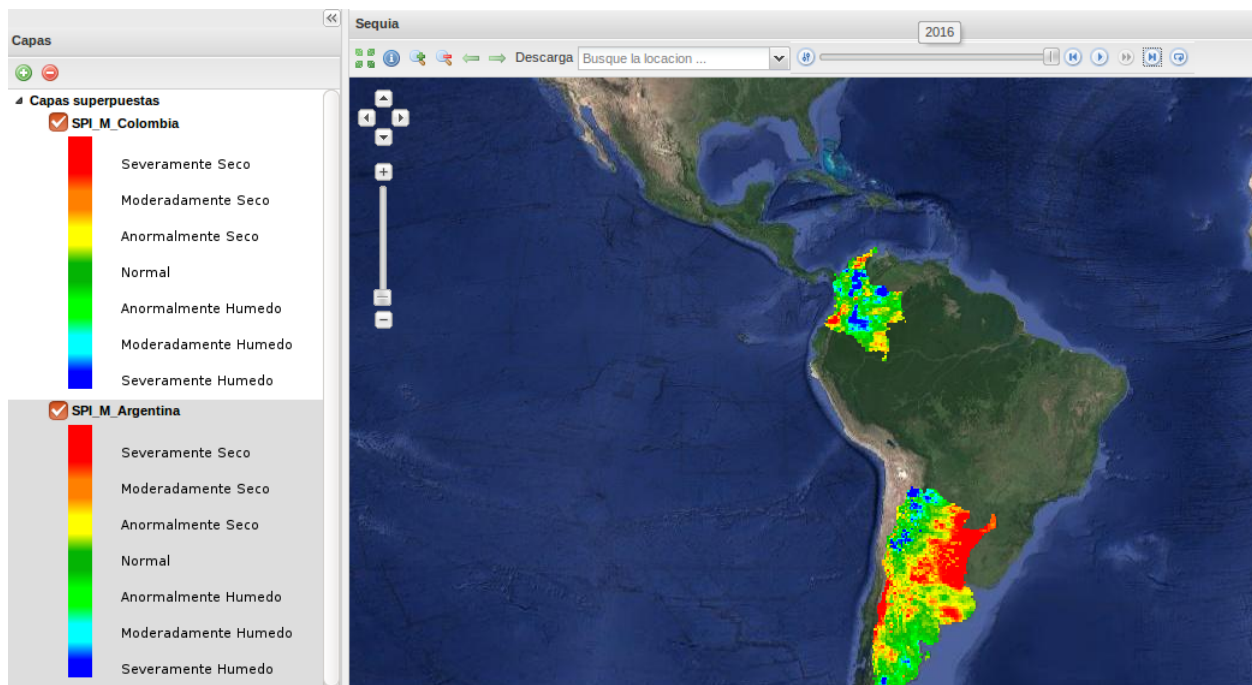 Sequia
2016
Capas
Descarga
Busque la locacion ...
Capas superpuestas
SPI_M_Colombia
Severamente Seco
Moderadamente Seco
Anormalmente Seco
Normal
Anormalmente Humedo
Moderadamente Humedo
Severamente Humedo
SPI_M_Argentina
Severamente Seco
Moderadamente Seco
Anormalmente Seco
Normal
Anormalmente Humedo
Moderadamente Humedo
Severamente Humedo